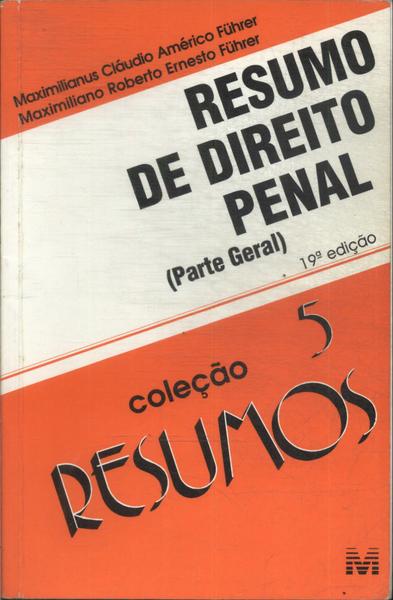 Maximilianus Cláudio Américo Führer
Maximiliano Roberto Ernesto Führer
RESUMO
DE DIREITO
PENAL
(Parte Geral)
19ª edição
5
coleção
RESUMOS
M